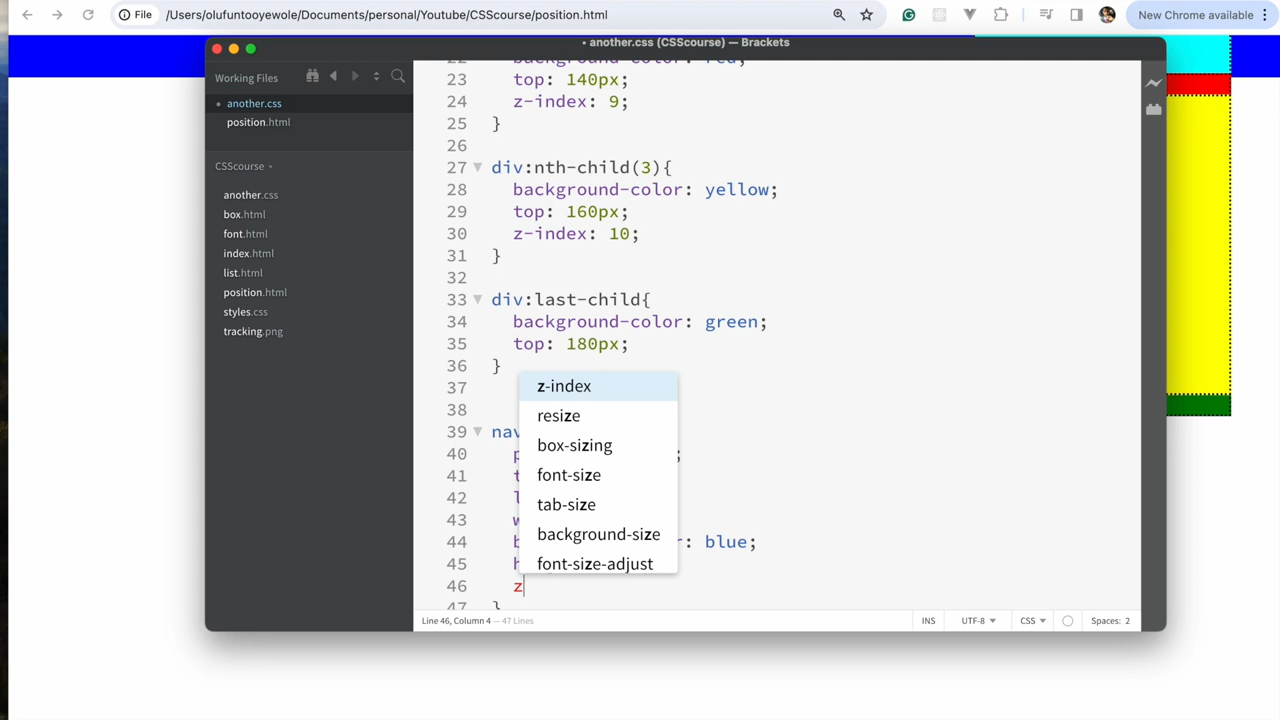 File
/Users/olufuntooyewole/Documents/personal/Youtube/CSScourse/position.html
New Chrome available
• another.css (CSScourse) — Brackets
Working Files
another.css
position.html
CSScourse
another.css
box.html
font.html
index.html
list.html
position.html
styles.css
tracking.png
22 background-color: red;
23 top: 140px;
24 z-index: 9;
25 }
26
27 div:nth-child(3){
28 background-color: yellow;
29 top: 160px;
30 z-index: 10;
31 }
32
33 div:last-child{
34 background-color: green;
35 top: 180px;
36 }
37
38
39 nav
40 p ;
41 t
42 l
43 w
44 b r: blue;
45 h
46 z
47 }
z-index
resize
box-sizing
font-size
tab-size
background-size
font-size-adjust
Line 46, Column 4 — 47 Lines
INS
UTF-8
CSS
Spaces: 2